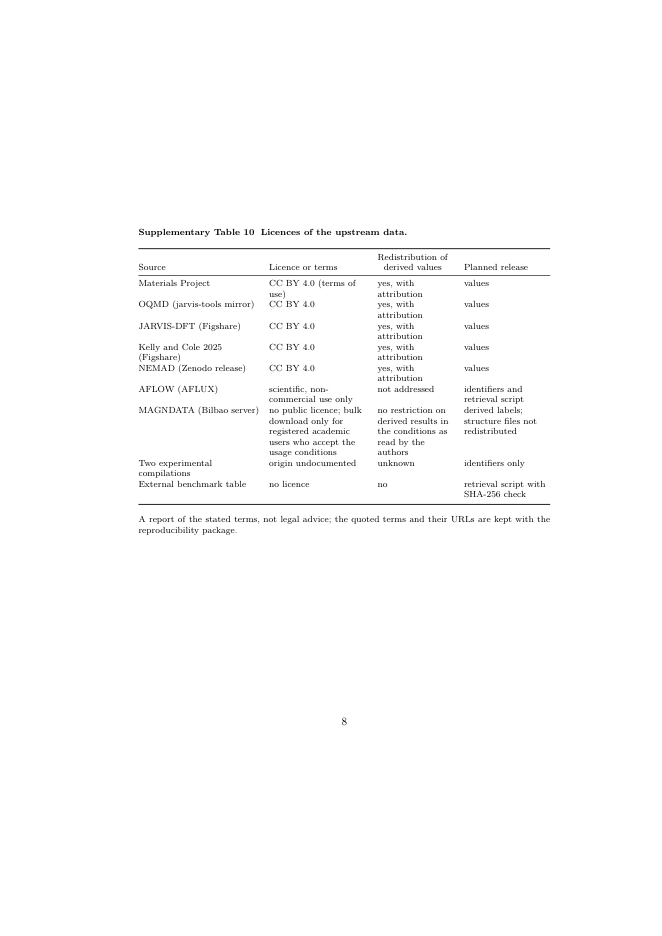 Supplementary Table 10 Licences of the upstream data.
Redistribution of
Source Licence or terms derived values Planned release
Materials Project CC BY 4.0 (terms of yes, with values
use) attribution
OQMD (jarvis-tools mirror) CC BY 4.0 yes, with values
attribution
JARVIS-DFT (Figshare) CC BY 4.0 yes, with values
attribution
Kelly and Cole 2025 CC BY 4.0 yes, with values
(Figshare) attribution
NEMAD (Zenodo release) CC BY 4.0 yes, with values
attribution
AFLOW (AFLUX) scientific, non- not addressed identifiers and
commercial use only retrieval script
MAGNDATA (Bilbao server) no public licence; bulk no restriction on derived labels;
download only for derived results in structure files not
registered academic the conditions as redistributed
users who accept the read by the
usage conditions authors
Two experimental origin undocumented unknown identifiers only
compilations
External benchmark table no licence no retrieval script with
SHA-256 check
A report of the stated terms, not legal advice; the quoted terms and their URLs are kept with the
reproducibility package.
8